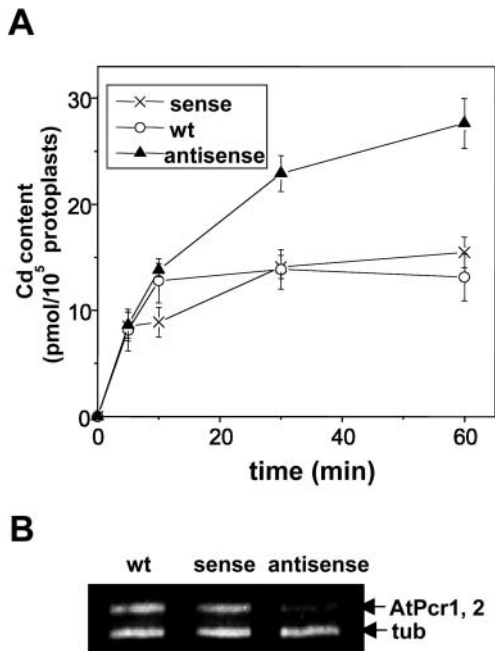 A
sense
wt
antisense
30
20
10
0
Cd content
(pmol/10⁵ protoplasts)
0 20 40 60
time (min)
B
wt sense antisense
AtPcr1, 2
tub